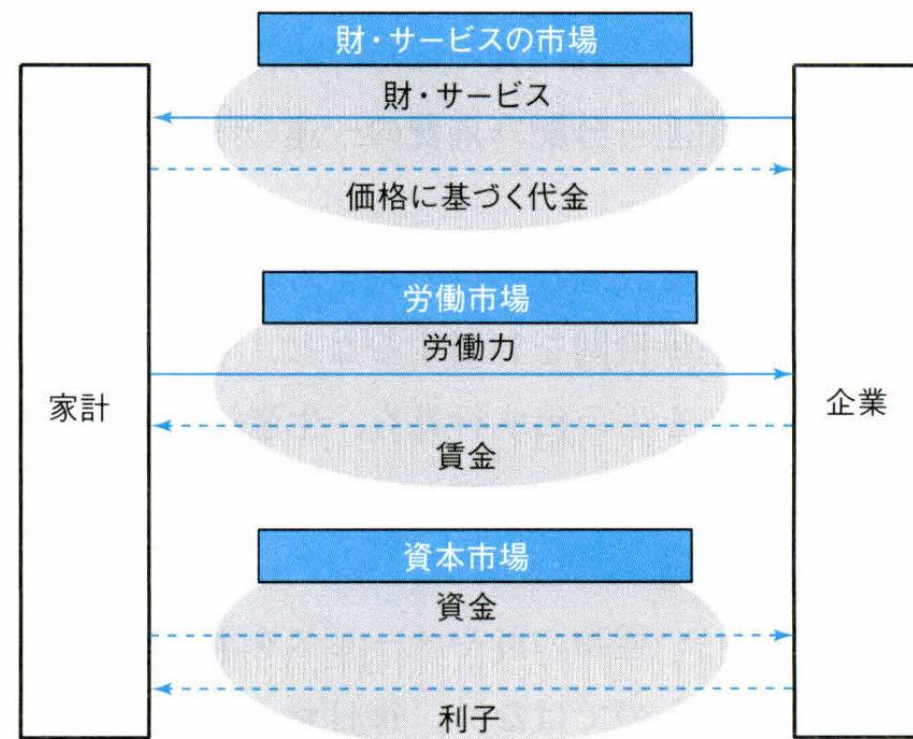 財・サービスの市場
財・サービス
価格に基づく代金
労働市場
労働力
家計
企業
賃金
資本市場
資金
利子